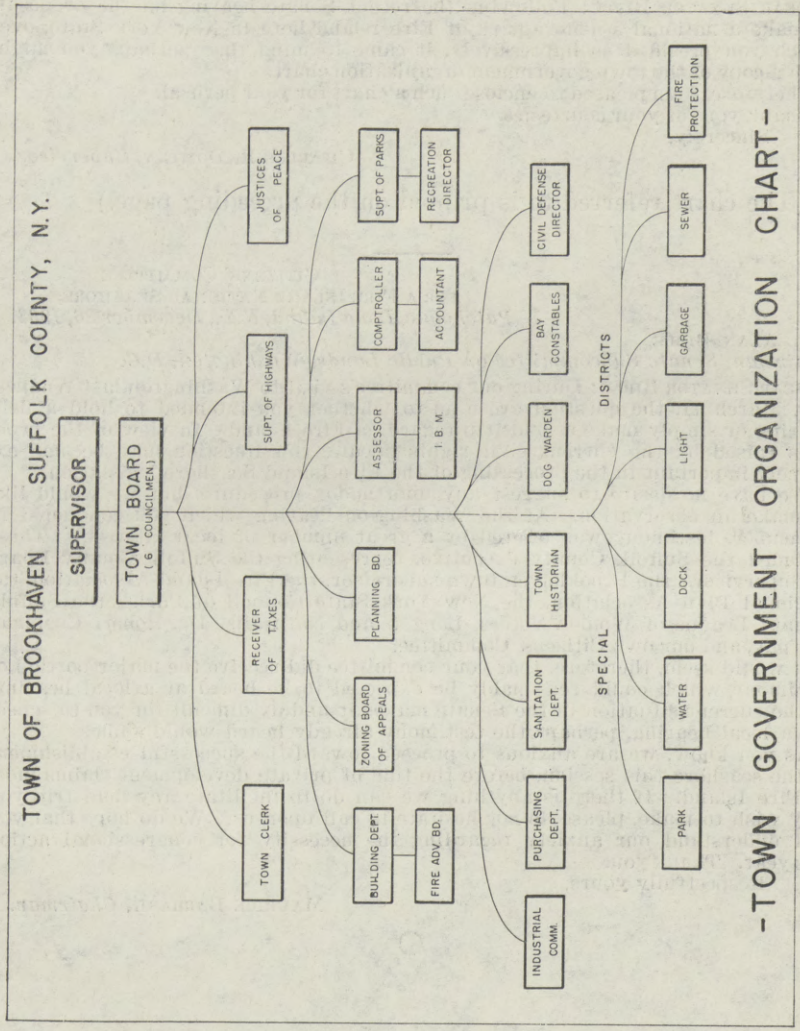 TOWN OF BROOKHAVEN SUFFOLK COUNTY, N.Y.
SUPERVISOR
TOWN BOARD
(6 COUNCILMEN)
TOWN CLERK
RECEIVER
OF TAXES
SUPT. OF HIGHWAYS
JUSTICES
OF PEACE
BUILDING DEPT
ZONING BOARD
OF APPEALS
PLANNING BD.
ASSESSOR
COMPTROLLER
SUPT OF PARKS
FIRE ADV. BD.
I B M.
ACCOUNTANT
RECREATION
DIRECTOR
INDUSTRIAL
COMM.
PURCHASING
DEPT.
SANITATION
DEPT.
TOWN
HISTORIAN
DOG WARDEN
BAY
CONSTABLES
CIVIL DEFENSE
DIRECTOR
SPECIAL DISTRICTS
PARK
WATER
DOCK
LIGHT
GARBAGE
SEWER
FIRE
PROTECTION
-TOWN GOVERNMENT ORGANIZATION CHART-